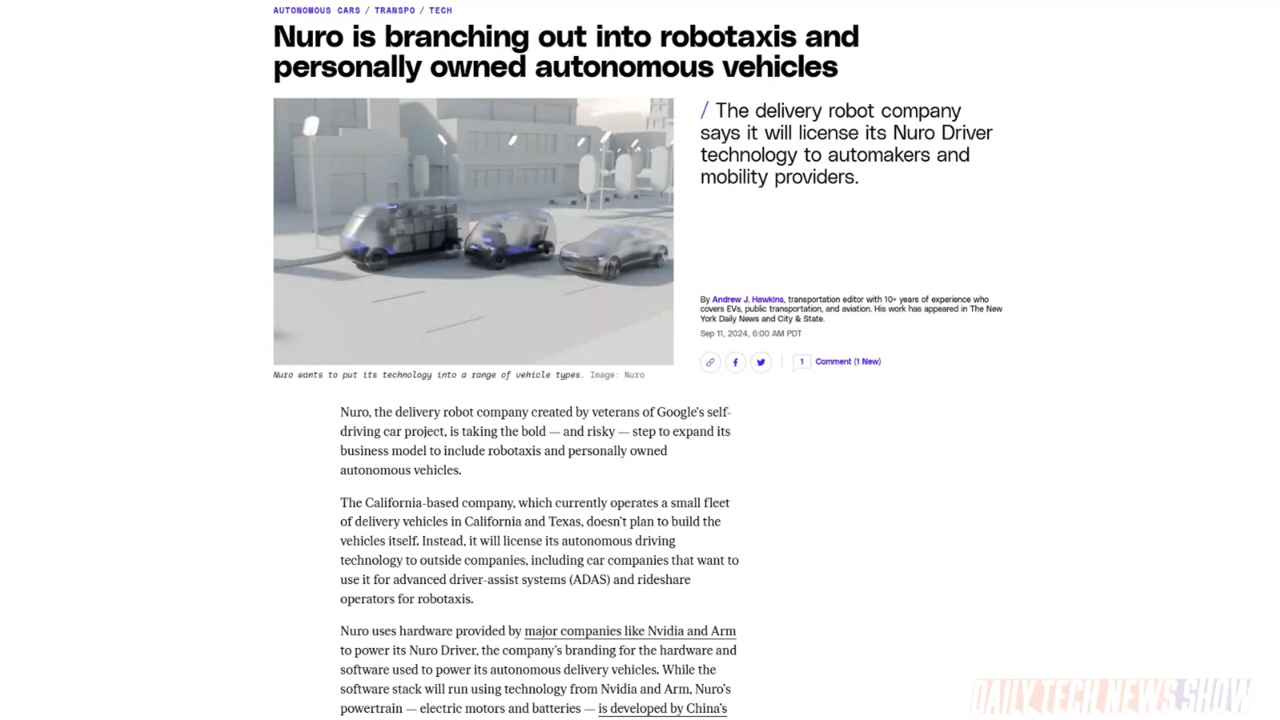 AUTONOMOUS CARS / TRANSPO / TECH
Nuro is branching out into robotaxis and
personally owned autonomous vehicles
/ The delivery robot company
says it will license its Nuro Driver
technology to automakers and
mobility providers.
By Andrew J. Hawkins, transportation editor with 10+ years of experience who
covers EVs, public transportation, and aviation. His work has appeared in The New
York Daily News and City & State.
Sep 11, 2024, 6:00 AM PDT
1 Comment (1 New)
Nuro wants to put its technology into a range of vehicle types. Image: Nuro
Nuro, the delivery robot company created by veterans of Google's self-
driving car project, is taking the bold — and risky — step to expand its
business model to include robotaxis and personally owned
autonomous vehicles.
The California-based company, which currently operates a small fleet
of delivery vehicles in California and Texas, doesn't plan to build the
vehicles itself. Instead, it will license its autonomous driving
technology to outside companies, including car companies that want to
use it for advanced driver-assist systems (ADAS) and rideshare
operators for robotaxis.
Nuro uses hardware provided by major companies like Nvidia and Arm
to power its Nuro Driver, the company's branding for the hardware and
software used to power its autonomous delivery vehicles. While the
software stack will run using technology from Nvidia and Arm, Nuro's
powertrain — electric motors and batteries — is developed by China's
DAILY TECH NEWS SHOW